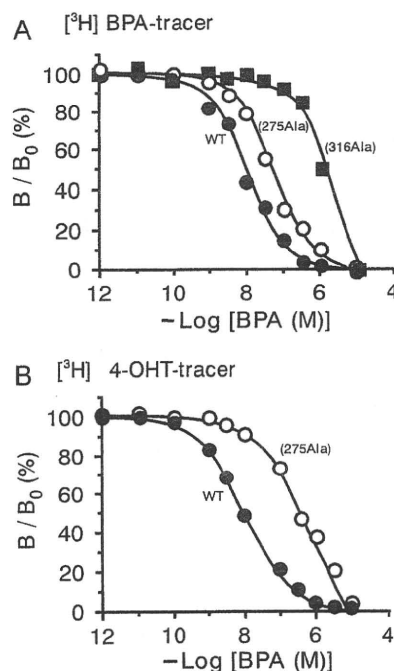 A [³H] BPA-tracer
100
80
60
40
20
0
B / B₀ (%)
WT
(275Ala)
(316Ala)
12 10 8 6 4
−Log [BPA (M)]
B [³H] 4-OHT-tracer
100
80
60
40
20
0
B / B₀ (%)
WT
(275Ala)
12 10 8 6 4
−Log [BPA (M)]